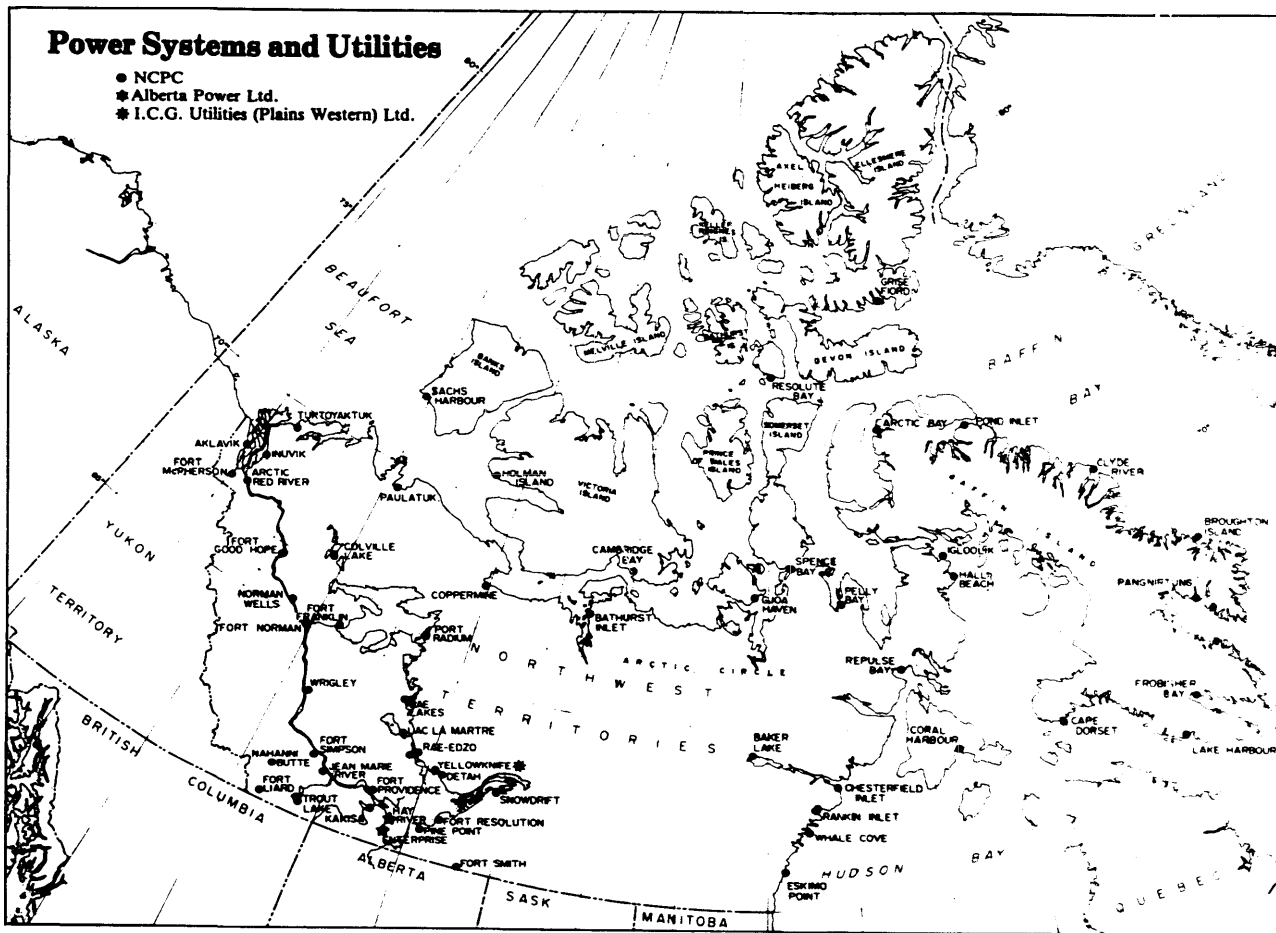 Power Systems and Utilities
● NCPC
★ Alberta Power Ltd.
✱ I.C.G. Utilities (Plains Western) Ltd.
80°
75°
70°
ALASKA
BEAUFORT
SEA
YUKON
TERRITORY
BRITISH
COLUMBIA
ALBERTA
SASK
MANITOBA
GREENLAND
BAFFIN
BAY
HUDSON
BAY
QUEBEC
NORTHWEST
TERRITORIES
ARCTIC CIRCLE
AXEL
HEIBERG
ISLAND
ELLESMERE
ISLAND
GRISE
FIORD
MELVILLE ISLAND
DEVON ISLAND
BANKS
ISLAND
SACHS
HARBOUR
RESOLUTE
BAY
SOMERSET
ISLAND
PRINCE
OF WALES
ISLAND
VICTORIA
ISLAND
HOLMAN
ISLAND
ARCTIC BAY
POND INLET
CLYDE
RIVER
BAFFIN
ISLAND
BROUGHTON
ISLAND
PANGNIRTUNG
IGLOOLIK
HALL
BEACH
TUKTOYAKTUK
AKLAVIK
INUVIK
FORT
McPHERSON
ARCTIC
RED RIVER
PAULATUK
FORT
GOOD HOPE
COLVILLE
LAKE
NORMAN
WELLS
FORT
FRANKLIN
FORT NORMAN
COPPERMINE
CAMBRIDGE
BAY
BATHURST
INLET
GJOA
HAVEN
SPENCE
BAY
PELLY
BAY
PORT
RADIUM
REPULSE
BAY
FROBISHER
BAY
CAPE
DORSET
LAKE HARBOUR
CORAL
HARBOUR
BAKER
LAKE
CHESTERFIELD
INLET
RANKIN INLET
WHALE COVE
ESKIMO
POINT
WRIGLEY
RAE
LAKES
LAC LA MARTRE
RAE-EDZO
YELLOWKNIFE
DETAH
SNOWDRIFT
FORT
SIMPSON
NAHANNI
BUTTE
JEAN MARIE
RIVER
FORT
LIARD
TROUT
LAKE
FORT
PROVIDENCE
KAKISA
HAY
RIVER
ENTERPRISE
FORT RESOLUTION
PINE POINT
FORT SMITH